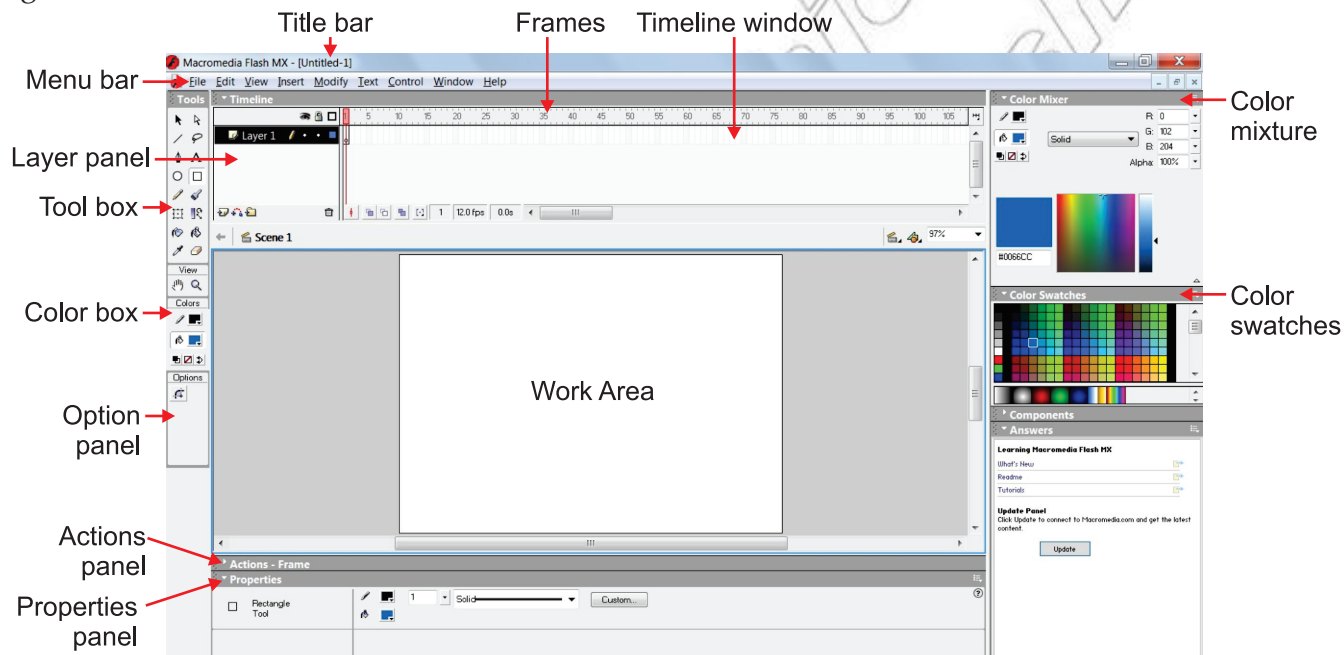 Title bar
Frames
Timeline window
Macromedia Flash MX - [Untitled-1]
Menu bar
File Edit View Insert Modify Text Control Window Help
Tools
Timeline
Color Mixer
Color
mixture
5 10 15 20 25 30 35 40 45 50 55 60 65 70 75 80 85 90 95 100 105
R: 0
G: 102
B: 204
Solid
Alpha: 100%
Layer 1
Layer panel
Tool box
1 12.0 fps 0.0s
Scene 1
97%
#0066CC
View
Colors
Color box
Color Swatches
Color
swatches
Options
Option
panel
Work Area
Components
Answers
Learning Macromedia Flash MX
What's New
Readme
Tutorials
Update Panel
Click Update to connect to Macromedia.com and get the latest
content.
Update
Actions
panel
Actions - Frame
Properties
Properties
panel
Rectangle
Tool
1
Solid
Custom...